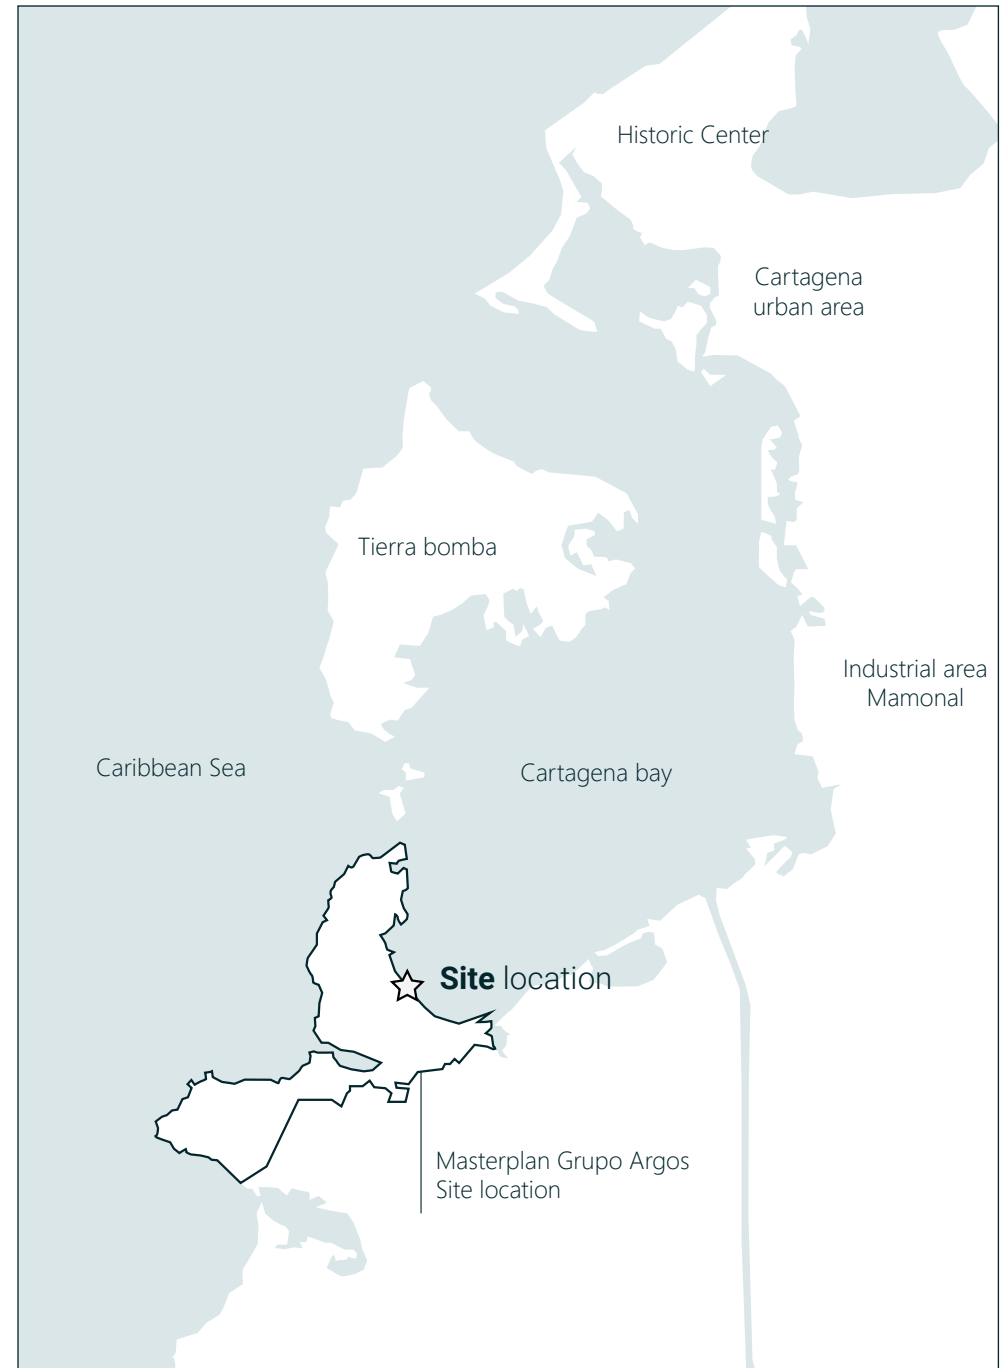 Historic Center
Cartagena
urban area
Tierra bomba
Industrial area
Mamonal
Caribbean Sea
Cartagena bay
Site location
Masterplan Grupo Argos
Site location